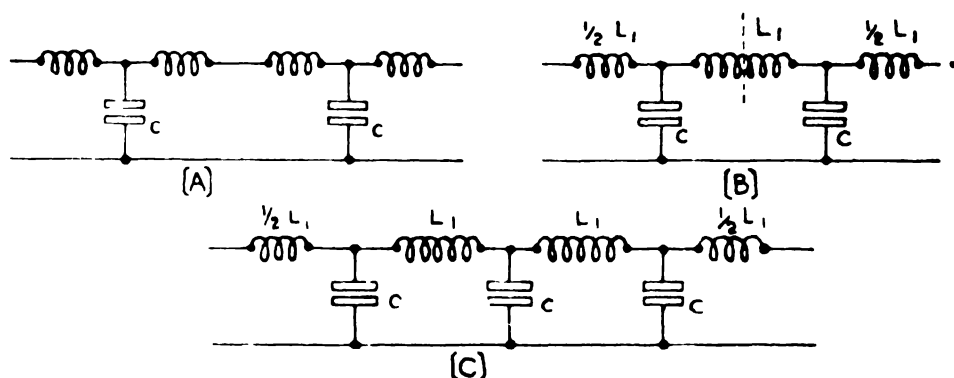 ½ L₁ L₁ ½ L₁
C C C C
[A] [B]
½ L₁ L₁ L₁ ½ L₁
C C C
[C]